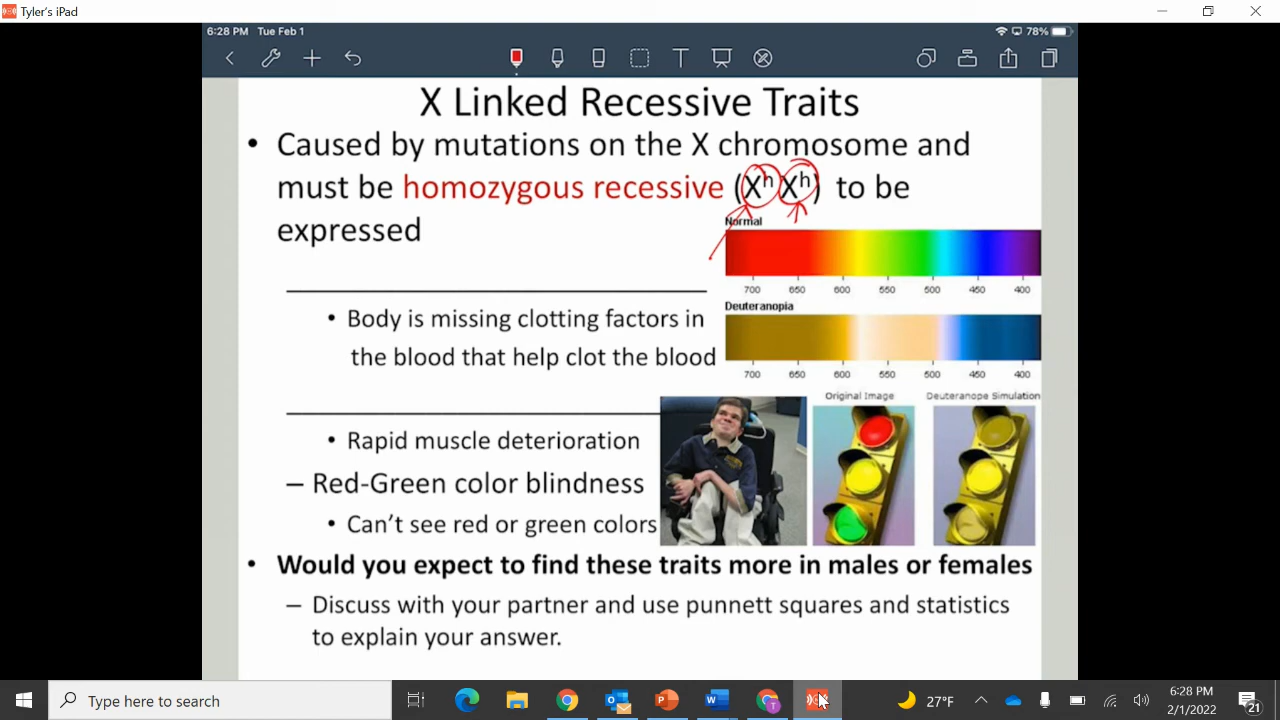 Tyler's iPad
6:28 PM Tue Feb 1
78%
X Linked Recessive Traits
• Caused by mutations on the X chromosome and
must be homozygous recessive (Xʰ Xʰ) to be
expressed
Normal
700 650 600 550 500 450 400
Deuteranopia
• Body is missing clotting factors in
the blood that help clot the blood
700 650 600 550 500 450 400
Original Image Deuteranope Simulation
• Rapid muscle deterioration
– Red-Green color blindness
• Can't see red or green colors
• Would you expect to find these traits more in males or females
– Discuss with your partner and use punnett squares and statistics
to explain your answer.
Type here to search
27°F
6:28 PM
2/1/2022
21